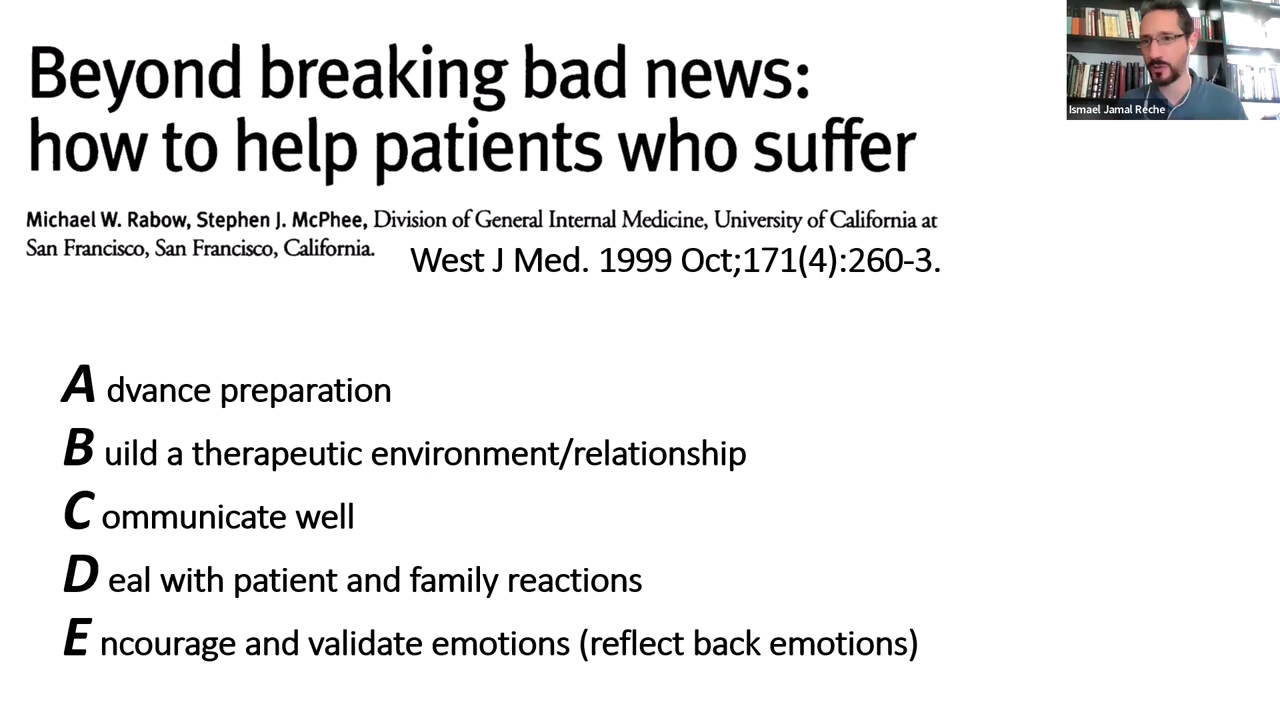 Beyond breaking bad news:
how to help patients who suffer
Michael W. Rabow, Stephen J. McPhee, Division of General Internal Medicine, University of California at
San Francisco, San Francisco, California.
West J Med. 1999 Oct;171(4):260-3.
A dvance preparation
B uild a therapeutic environment/relationship
C ommunicate well
D eal with patient and family reactions
E ncourage and validate emotions (reflect back emotions)
Ismael Jamal Reche